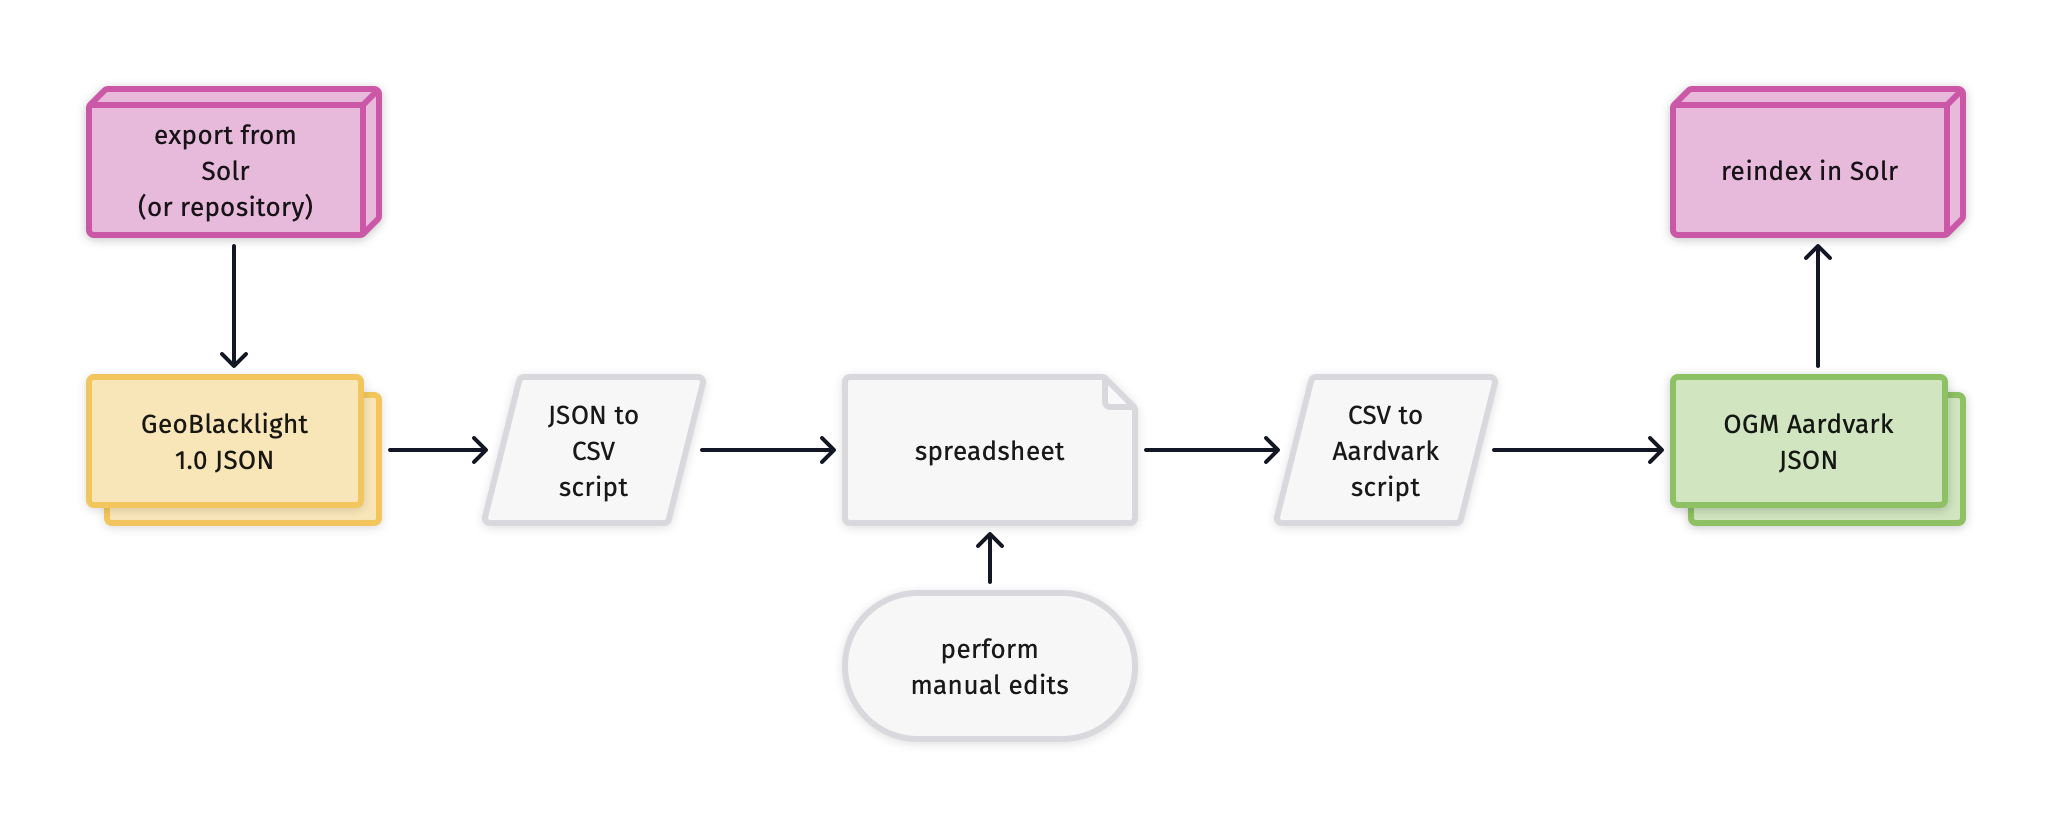 export from
Solr
(or repository)
reindex in Solr
GeoBlacklight
1.0 JSON
JSON to
CSV
script
spreadsheet
CSV to
Aardvark
script
OGM Aardvark
JSON
perform
manual edits